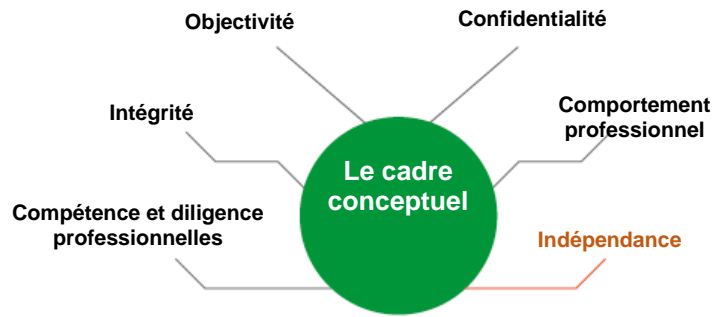 Objectivité
Confidentialité
Intégrité
Comportement
professionnel
Le cadre
conceptuel
Compétence et diligence
professionnelles
Indépendance